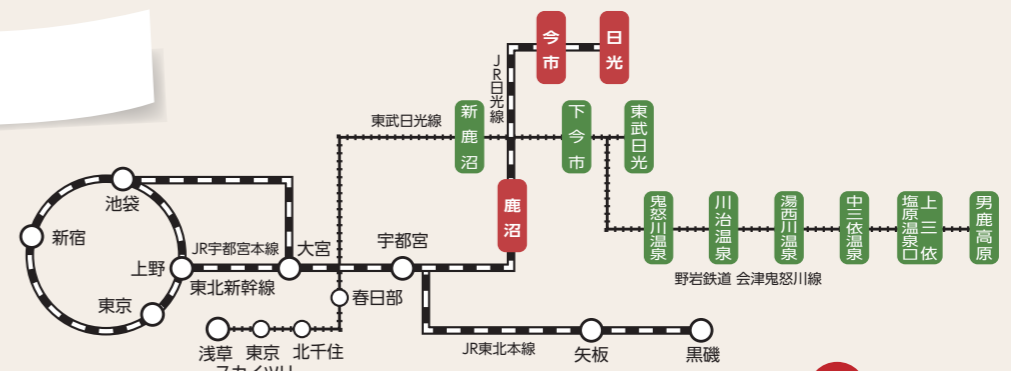 今市
日光
JR日光線
新鹿沼
下今市
東武日光
東武日光線
鹿沼
鬼怒川温泉
川治温泉
湯西川温泉
中三依温泉
上三依
塩原温泉口
男鹿高原
野岩鉄道 会津鬼怒川線
池袋
新宿
上野
東京
JR宇都宮本線
東北新幹線
大宮
宇都宮
春日部
浅草
東京
スカイツリ
北千住
JR東北本線
矢板
黒磯